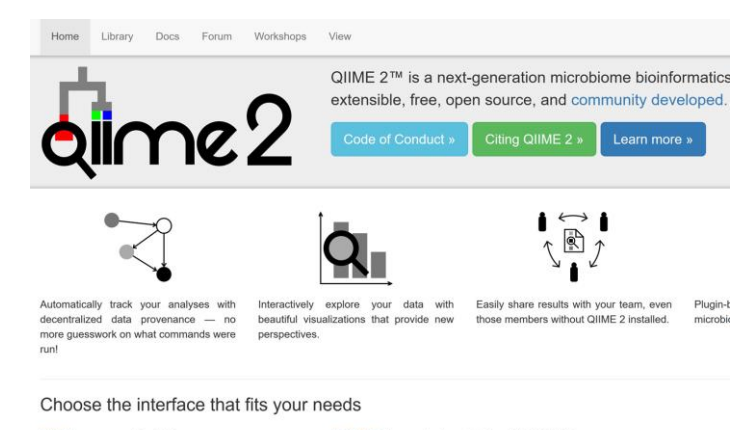 Home Library Docs Forum Workshops View
qiime2
QIIME 2™ is a next-generation microbiome bioinformatics
extensible, free, open source, and community developed.
Code of Conduct » Citing QIIME 2 » Learn more »
Automatically track your analyses with
decentralized data provenance — no
more guesswork on what commands were
run!
Interactively explore your data with
beautiful visualizations that provide new
perspectives.
Easily share results with your team, even
those members without QIIME 2 installed.
Plugin-b
microbio
Choose the interface that fits your needs